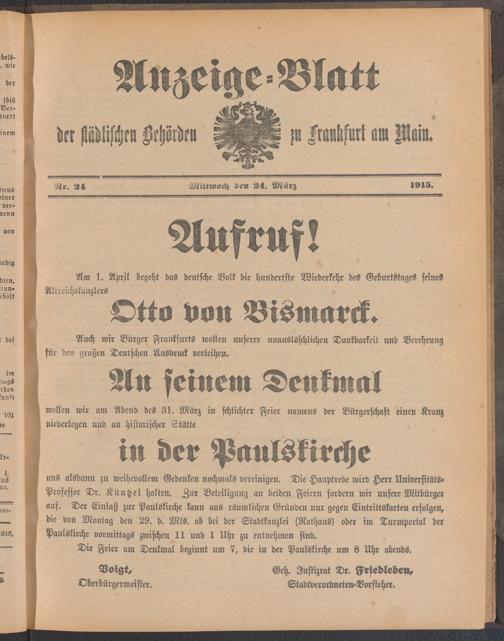 Anzeige=Blatt
der städtischen Behörden zu Frankfurt am Main.
Nr. 24 Mittwoch den 24. März 1915.
Aufruf!
Am 1. April begeht das deutsche Volk die hundertste Wiederkehr des Geburtstages seines
Altreichskanzlers
Otto von Bismarck.
Auch wir Bürger Frankfurts wollen unserer unauslöschlichen Dankbarkeit und Verehrung
für den großen Deutschen Ausdruck verleihen.
An seinem Denkmal
wollen wir am Abend des 31. März in schlichter Feier namens der Bürgerschaft einen Kranz
niederlegen und an historischer Stätte
in der Paulskirche
uns alsdann zu weihevollem Gedenken nochmals vereinigen. Die Hauptrede wird Herr Universitäts-
Professor Dr. Küntzel halten. Zur Beteiligung an beiden Feiern fordern wir unsere Mitbürger
auf. Der Einlaß zur Paulskirche kann aus räumlichen Gründen nur gegen Eintrittskarten erfolgen,
die von Montag den 29. d. Mts. ab bei der Stadtkanzlei (Rathaus) oder im Turmportal der
Paulskirche vormittags zwischen 11 und 1 Uhr zu entnehmen sind.
Die Feier am Denkmal beginnt um 7, die in der Paulskirche um 8 Uhr abends.
Voigt, Geh. Justizrat Dr. Friedleben,
Oberbürgermeister. Stadtverordneten-Vorsteher.